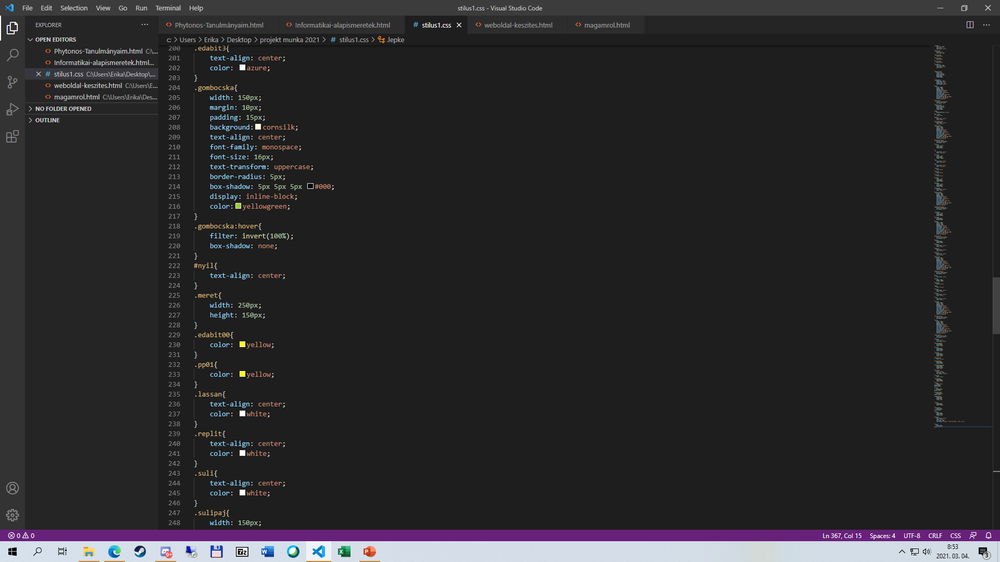 File Edit Selection View Go Run Terminal Help
stilus1.css - Visual Studio Code
EXPLORER
OPEN EDITORS
Phytonos-Tanulmányaim.html C:\...
Informatikai-alapismeretek.html...
stilus1.css C:\Users\Erika\Desktop\...
weboldal-keszites.html C:\Users\E...
magamrol.html C:\Users\Erika\Des...
NO FOLDER OPENED
OUTLINE
Phytonos-Tanulmányaim.html Informatikai-alapismeretek.html # stilus1.css weboldal-keszites.html magamrol.html
c: > Users > Erika > Desktop > projekt munka 2021 > # stilus1.css > .lepke
200 .edabit3{
201 text-align: center;
202 color: azure;
203 }
204 .gombocska{
205 width: 150px;
206 margin: 10px;
207 padding: 15px;
208 background: cornsilk;
209 text-align: center;
210 font-family: monospace;
211 font-size: 16px;
212 text-transform: uppercase;
213 border-radius: 5px;
214 box-shadow: 5px 5px 5px #000;
215 display: inline-block;
216 color: yellowgreen;
217 }
218 .gombocska:hover{
219 filter: invert(100%);
220 box-shadow: none;
221 }
222 #nyil{
223 text-align: center;
224 }
225 .meret{
226 width: 250px;
227 height: 150px;
228 }
229 .edabit00{
230 color: yellow;
231 }
232 .pp01{
233 color: yellow;
234 }
235 .lassan{
236 text-align: center;
237 color: white;
238 }
239 .replit{
240 text-align: center;
241 color: white;
242 }
243 .suli{
244 text-align: center;
245 color: white;
246 }
247 .sulipaj{
248 width: 150px;
0 0
Ln 367, Col 15 Spaces: 4 UTF-8 CRLF CSS
9+
7z
8:53
2021. 03. 04.
3